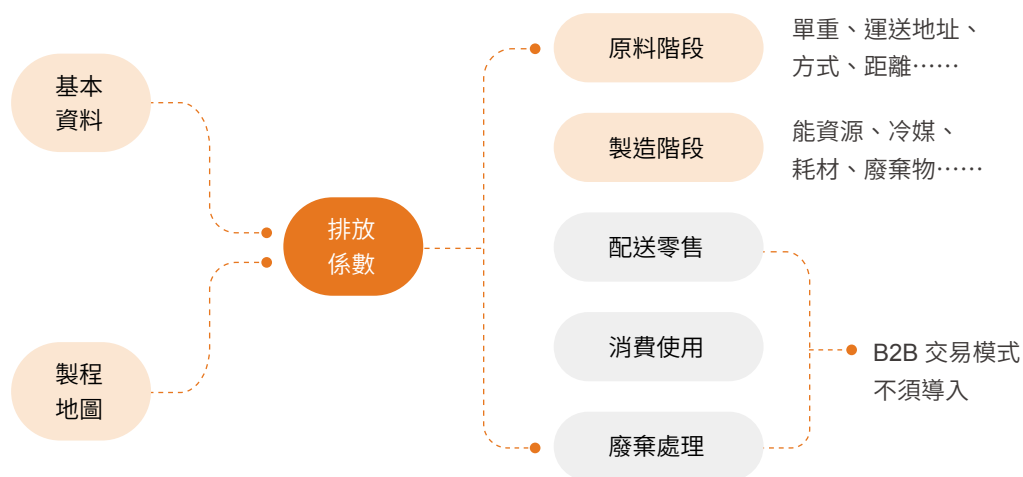 基本
資料
製程
地圖
排放
係數
原料階段
單重、運送地址、
方式、距離⋯⋯
製造階段
能資源、冷媒、
耗材、廢棄物⋯⋯
配送零售
消費使用
廢棄處理
B2B 交易模式
不須導入